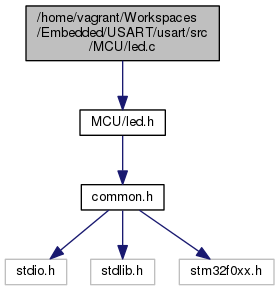 /home/vagrant/Workspaces
/Embedded/USART/usart/src
/MCU/led.c
MCU/led.h
common.h
stdio.h
stdlib.h
stm32f0xx.h